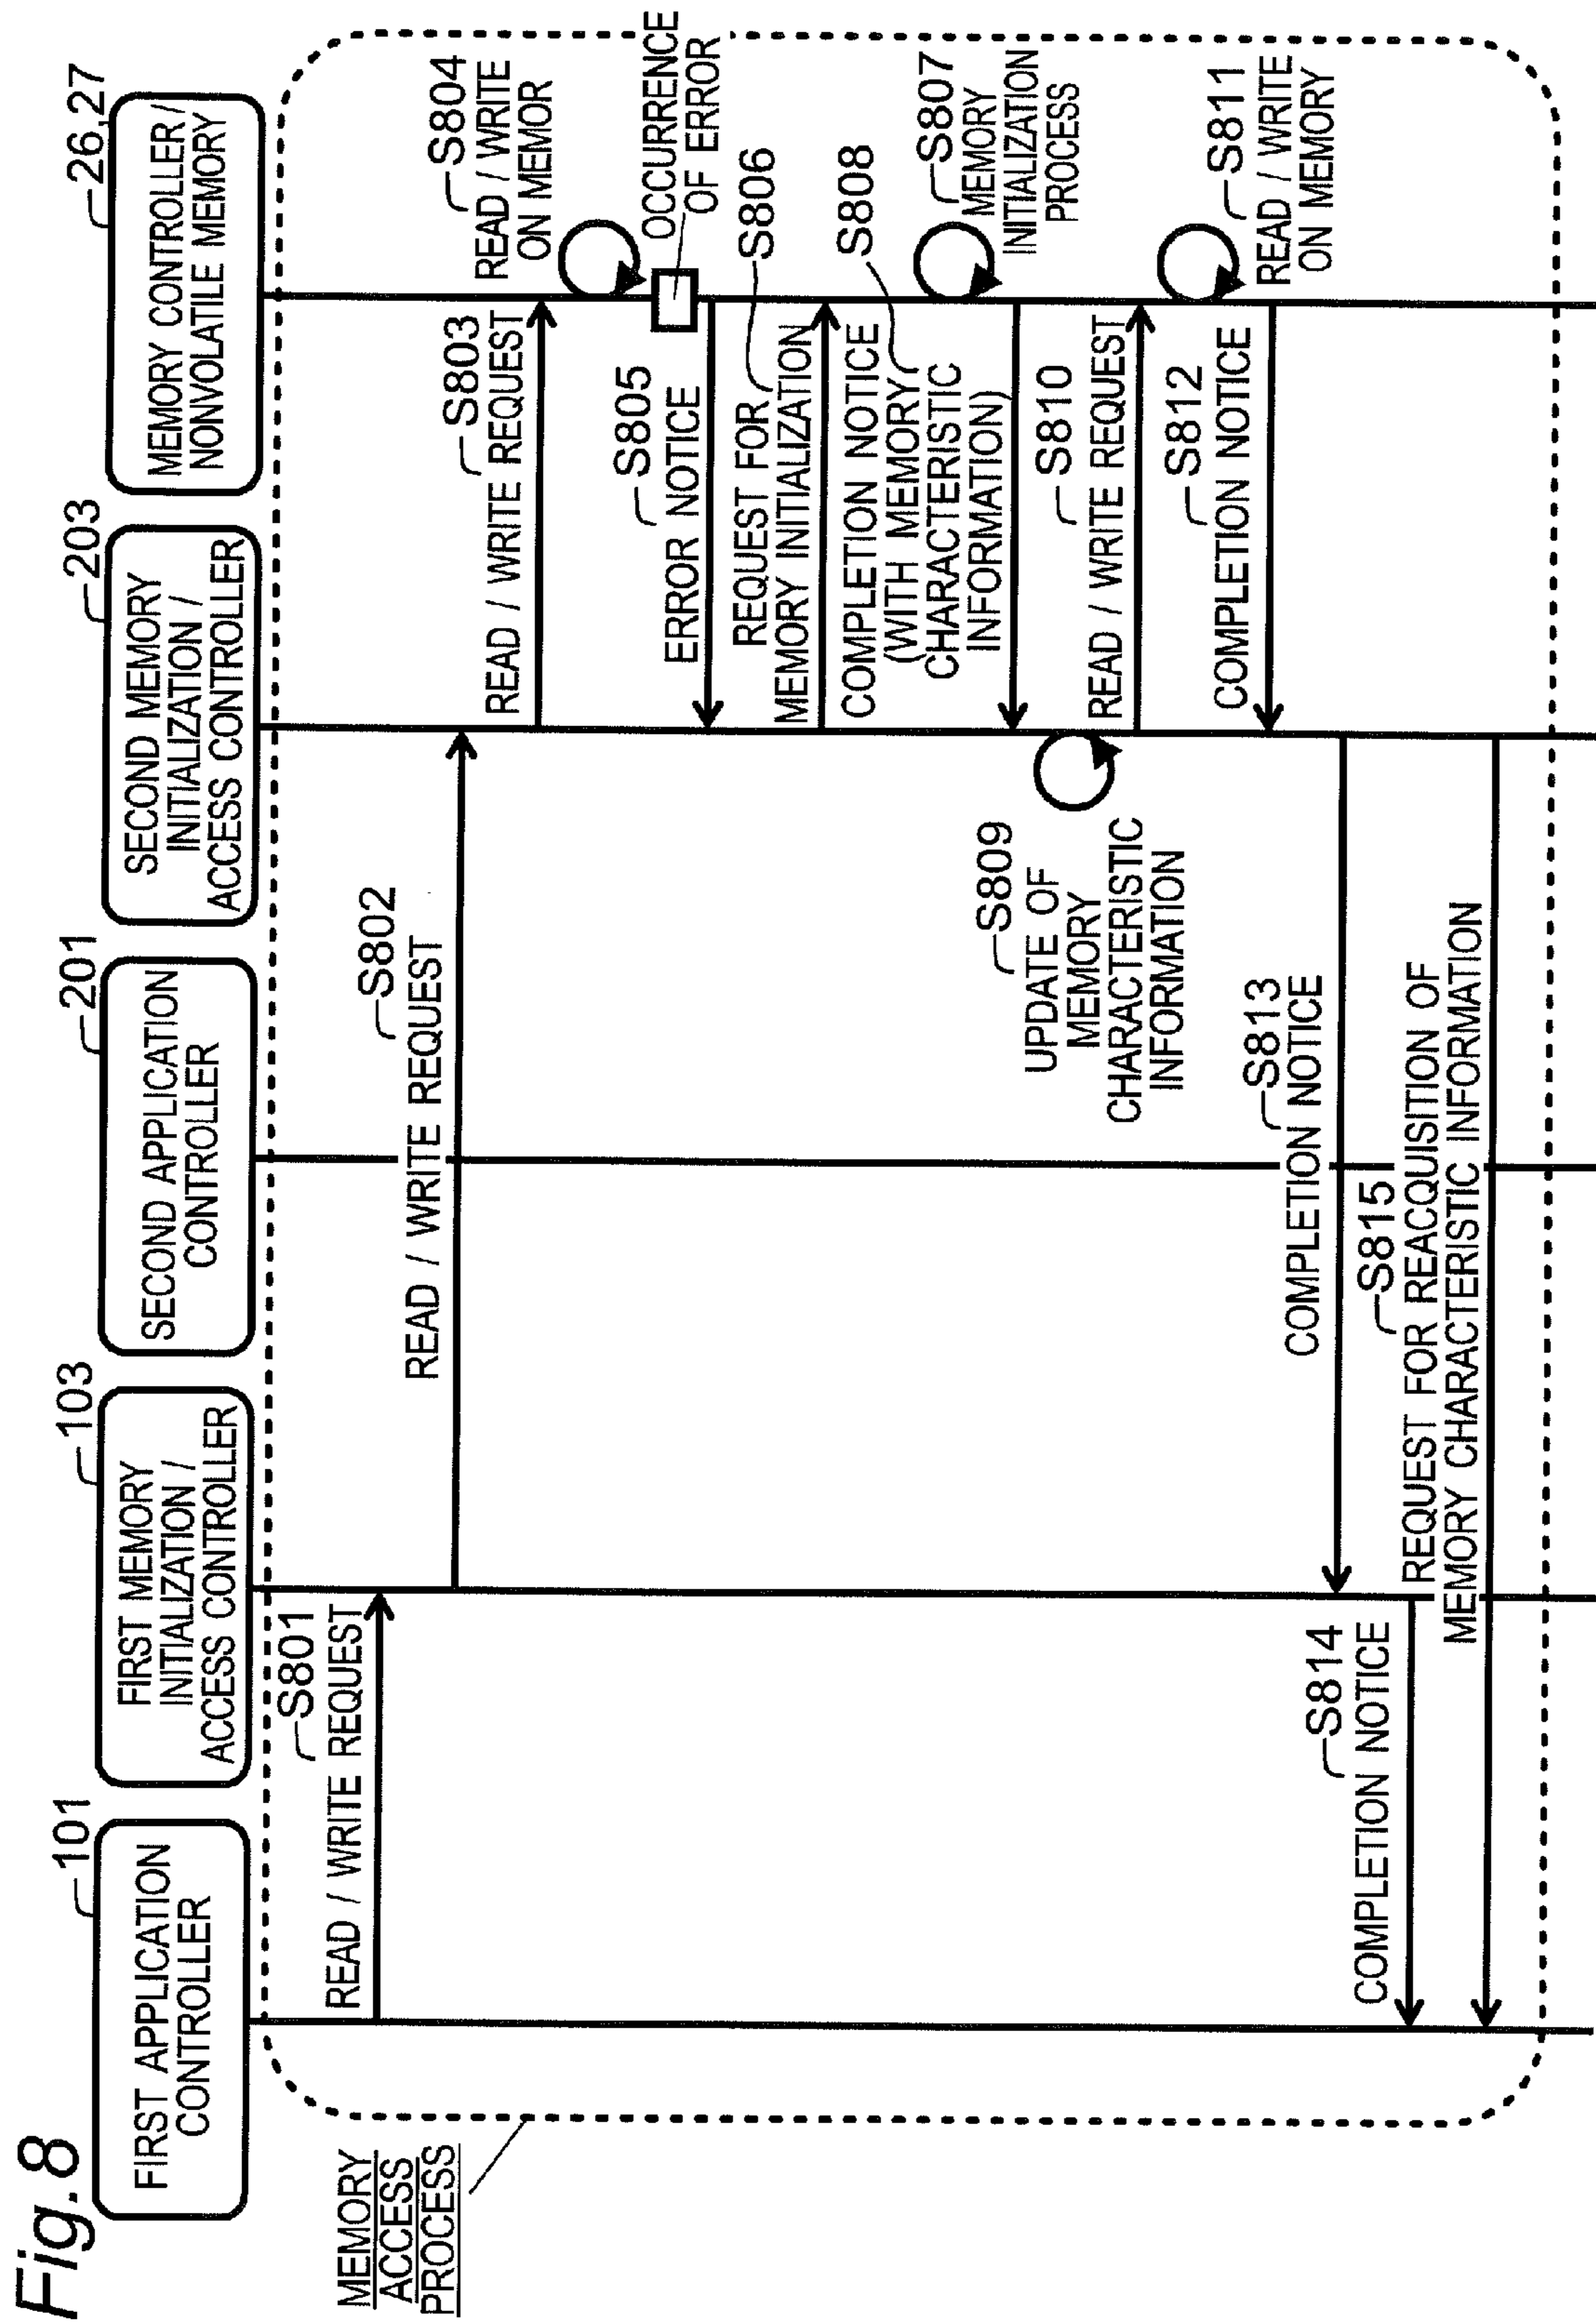 Fig.8
101
FIRST APPLICATION
CONTROLLER
103
FIRST MEMORY
INITIALIZATION /
ACCESS CONTROLLER
201
SECOND APPLICATION
CONTROLLER
203
SECOND MEMORY
INITIALIZATION /
ACCESS CONTROLLER
26,27
MEMORY CONTROLLER /
NONVOLATILE MEMORY
MEMORY
ACCESS
PROCESS
S801
READ / WRITE REQUEST
S802
READ / WRITE REQUEST
S803
READ / WRITE REQUEST
S804
READ / WRITE
ON MEMOR
OCCURRENCE
OF ERROR
S805
ERROR NOTICE
S806
REQUEST FOR
MEMORY INITIALIZATION
S807
MEMORY
INITIALIZATION
PROCESS
S808
COMPLETION NOTICE
(WITH MEMORY
CHARACTERISTIC
INFORMATION)
S809
UPDATE OF
MEMORY
CHARACTERISTIC
INFORMATION
S810
READ / WRITE REQUEST
S811
READ / WRITE
ON MEMORY
S812
COMPLETION NOTICE
S813
COMPLETION NOTICE
S814
COMPLETION NOTICE
S815
REQUEST FOR REACQUISITION OF
MEMORY CHARACTERISTIC INFORMATION